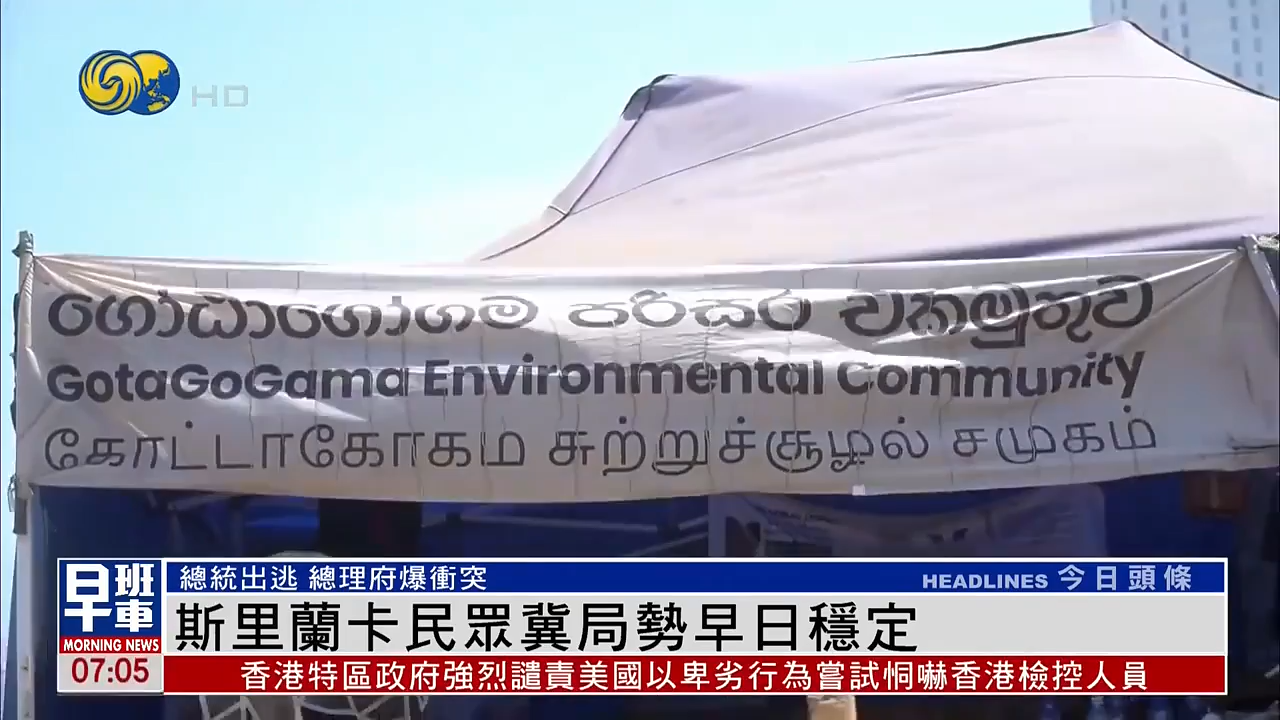 HD
ගෝඨාගෝගම පරිසර එකමුතුව
GotaGoGama Environmental Community
கோட்டாகோகம சுற்றுச்சூழல் சமுகம்
早班車
MORNING NEWS
07:05
總統出逃 總理府爆衝突
HEADLINES 今日頭條
斯里蘭卡民眾冀局勢早日穩定
香港特區政府強烈譴責美國以卑劣行為嘗試恫嚇香港檢控人員